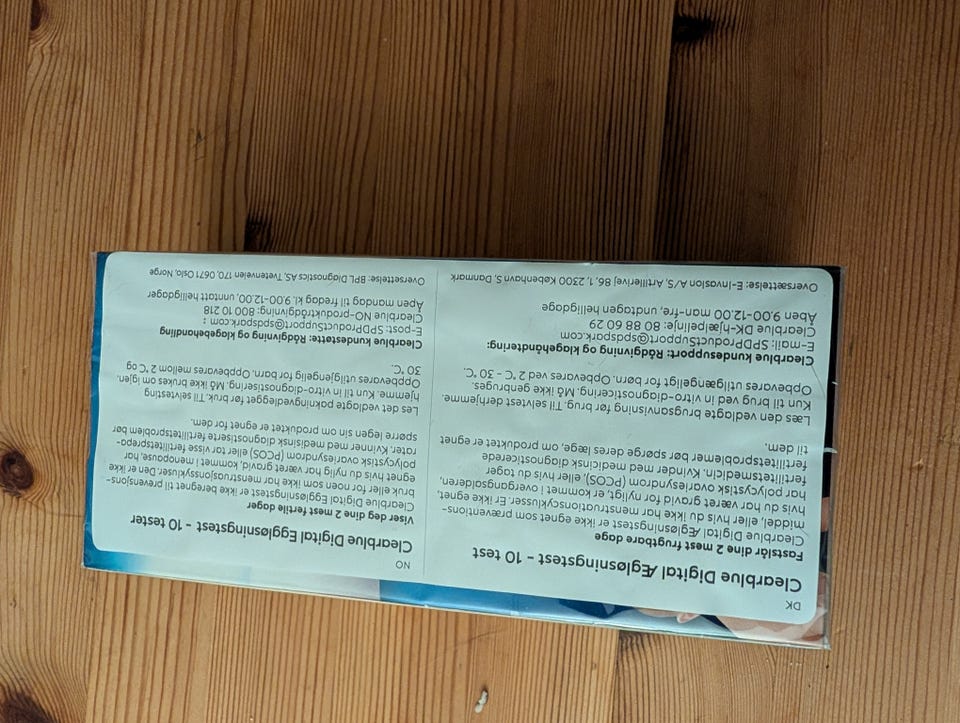 DK
Clearblue Digital Ægløsningstest – 10 test
Fastslår dine 2 mest frugtbare dage
Clearblue Digital Ægløsningstest er ikke egnet som præventions-
middel, eller hvis du ikke har menstruationscyklusser. Er ikke egnet,
hvis du har været gravid for nyligt, er kommet i overgangsalderen,
har polycystisk ovariesyndrom (PCOS), eller hvis du tager
fertilitetsmedicin. Kvinder med medicinsk diagnosticerede
fertilitetsproblemer bør spørge deres læge, om produktet er egnet
til dem.
Læs den vedlagte brugsanvisning før brug. Til selvtest derhjemme.
Kun til brug ved in vitro-diagnosticering. Må ikke genbruges.
Opbevares utilgængeligt for børn. Opbevares ved 2 °C – 30 °C.
Clearblue kundesupport: Rådgivning og klagehåndtering:
E-mail: SPDProductSupport@spdspark.com
Clearblue DK-hjælpelinje: 80 88 60 29
Åben 9.00–12.00 man-fre, undtagen helligdage
Oversættelse: E-Invasion A/S, Artillerivej, 86, 1, 2300 København S, Danmark
NO
Clearblue Digital Eggløsningstest – 10 tester
Viser deg dine 2 mest fertile dager
Clearblue Digital Eggløsningstest er ikke beregnet til prevensjons-
bruk eller for noen som ikke har menstruasjonssykluser. Den er ikke
egnet hvis du nylig har været gravid, kommet i menopause, har
polycystisk ovariesyndrom (PCOS) eller tar visse fertilitetsprepa-
rater. Kvinner med medisinsk diagnostiserte fertilitetsproblem bør
spørre legen sin om produktet er egnet for dem.
Les det vedlagte pakningvedlegget før bruk. Til selvtesting
hjemme. Kun til in vitro-diagnostisering. Må ikke brukes om igjen.
Oppbevares utilgjengelig for barn. Oppbevares mellom 2 °C og
30 °C.
Clearblue kundestøtte: Rådgivning og klagebehandling
E-post: SPDProductSupport@spdspark.com :
Clearblue NO-produktrådgivning: 800 10 218
Åpen mandag til fredag kl. 9:00–12.00, unntatt helligdager
Oversettelse: BPL Diagnostics AS, Tvetenveien 170, 0671 Oslo, Norge